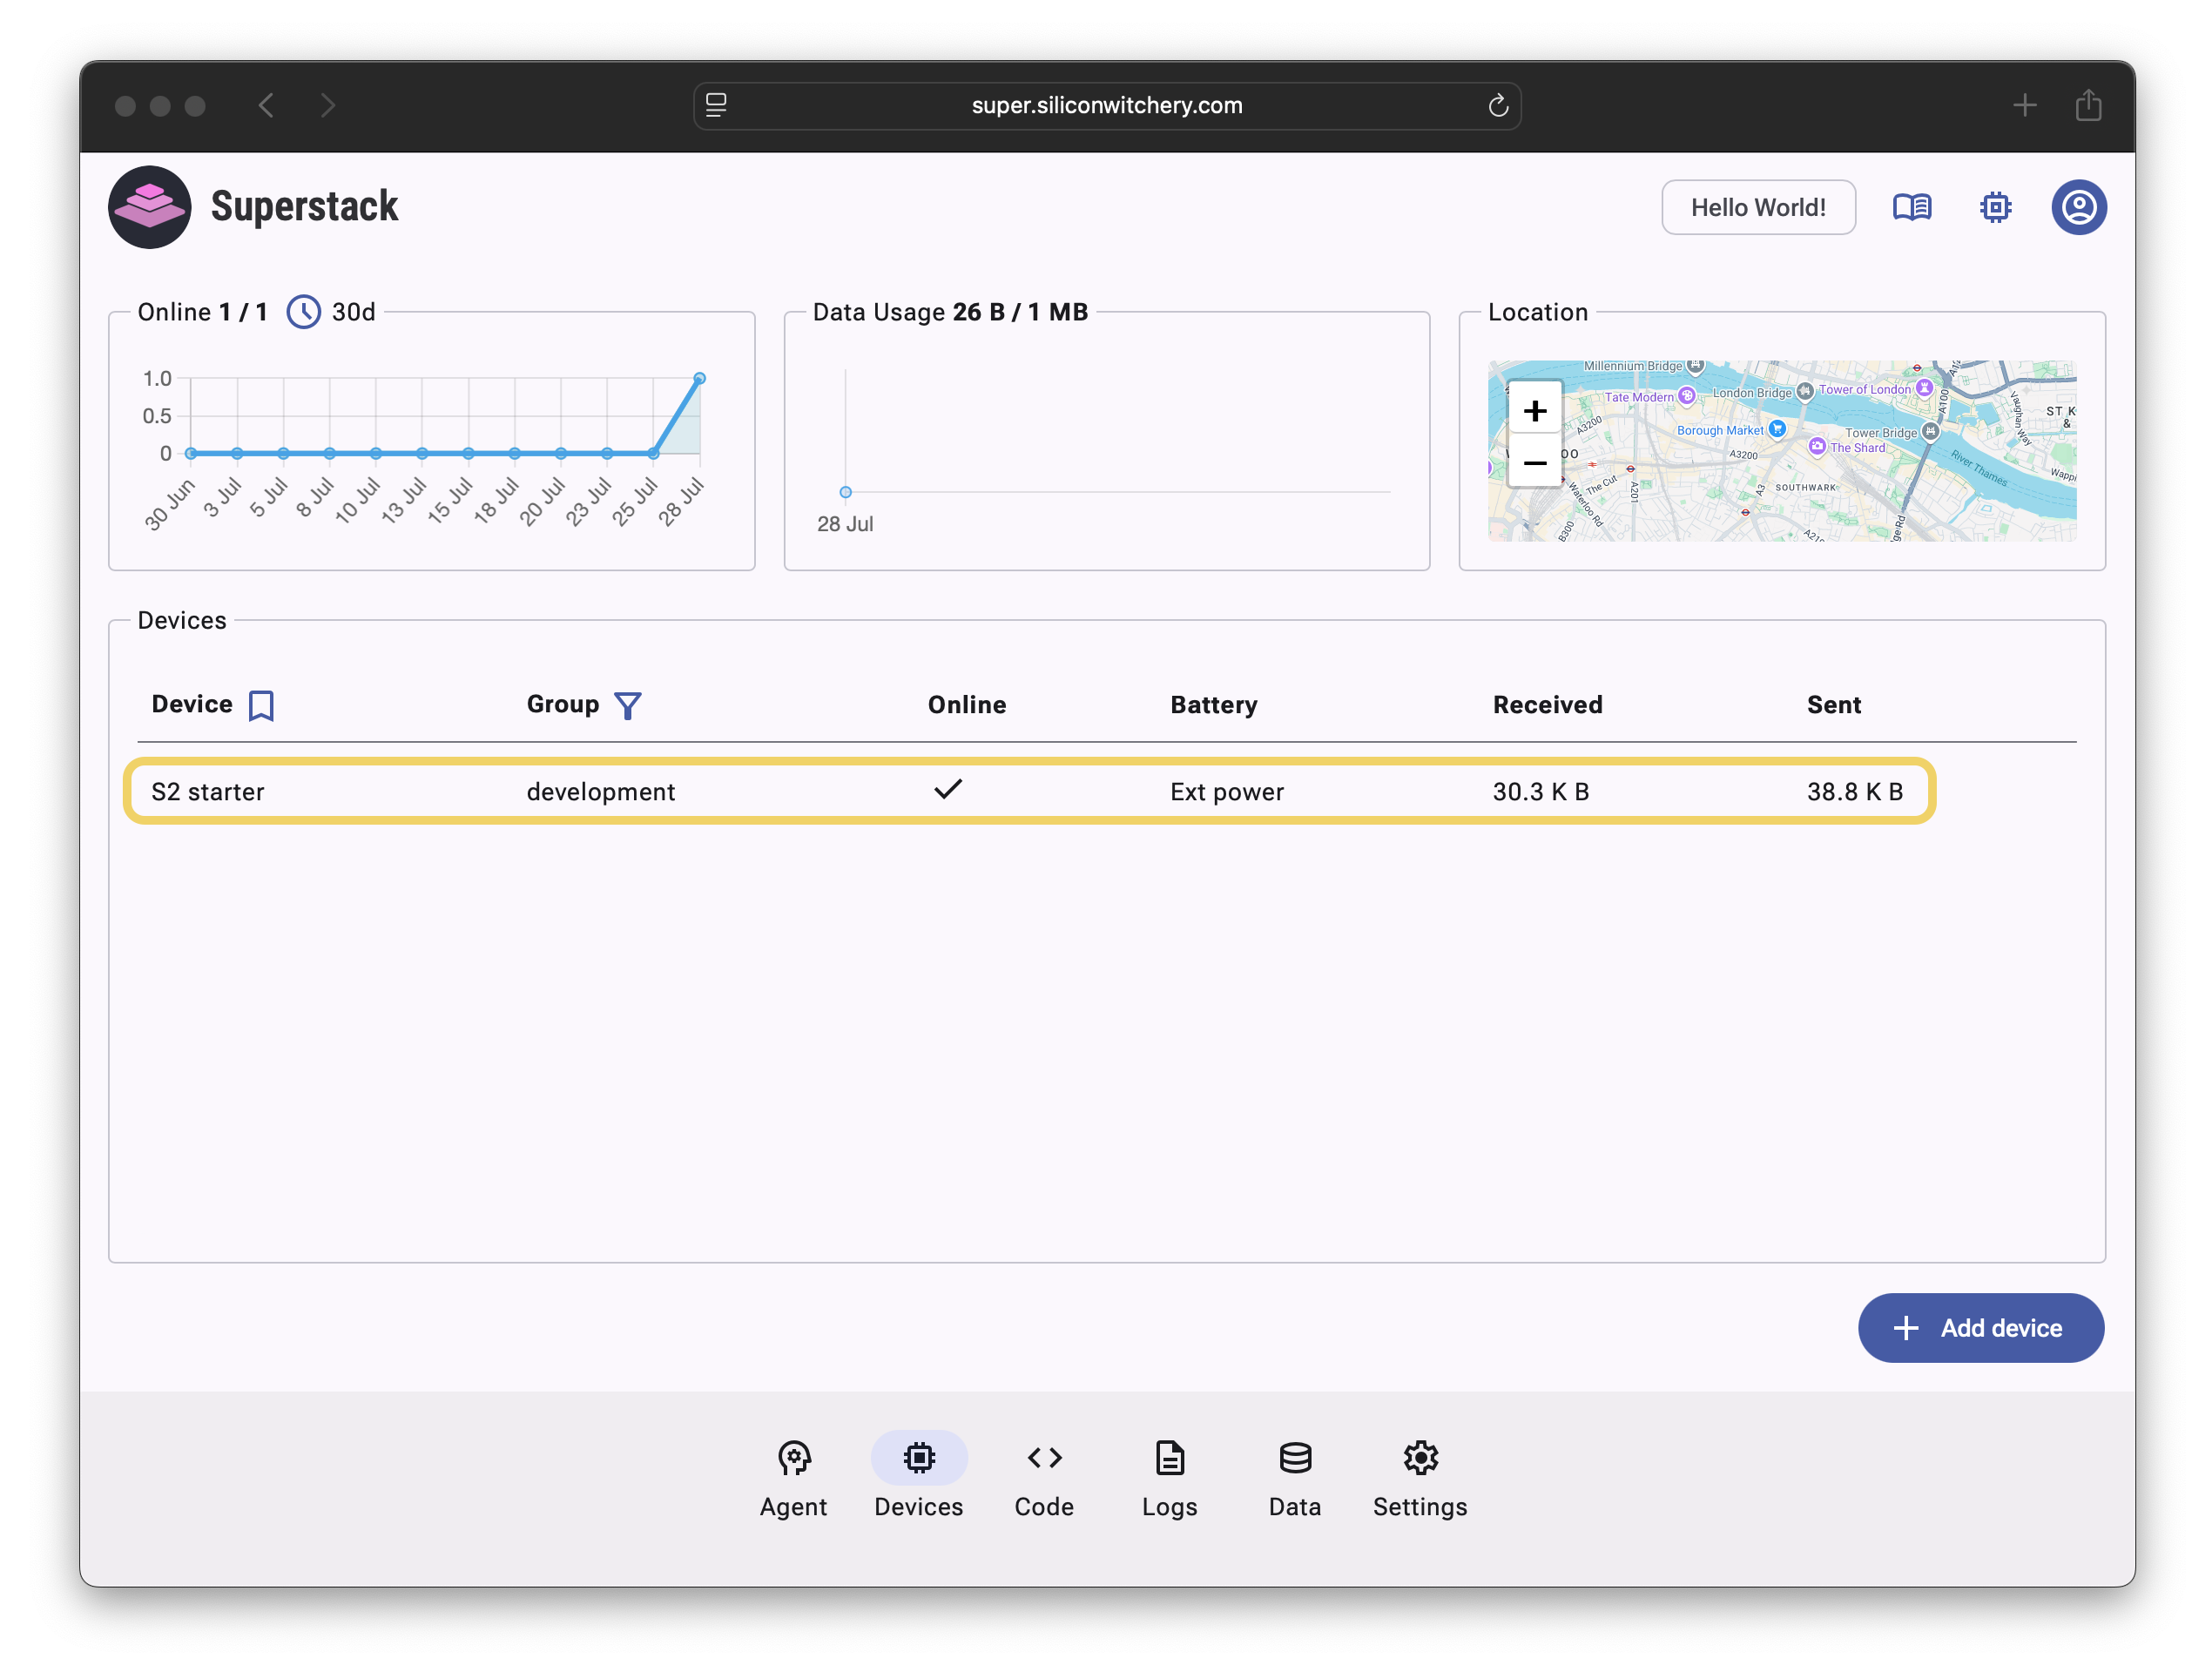 super.siliconwitchery.com
Superstack
Hello World!
Online 1 / 1 30d
1.0
0.5
0
30 Jun
3 Jul
5 Jul
8 Jul
10 Jul
13 Jul
15 Jul
18 Jul
20 Jul
23 Jul
25 Jul
28 Jul
Data Usage 26 B / 1 MB
28 Jul
Location
+
−
Millennium Bridge
Tate Modern
London Bridge
Tower of London
Borough Market
Tower Bridge
The Shard
A3200
A3200
A100
Vaughan Way
ST K
&
River Thames
Wappi
SOUTHWARK
The Cut
Waterloo Rd
A201
A3
B300
Devices
Device Group Online Battery Received Sent
S2 starter development Ext power 30.3 K B 38.8 K B
+ Add device
Agent
Devices
Code
Logs
Data
Settings